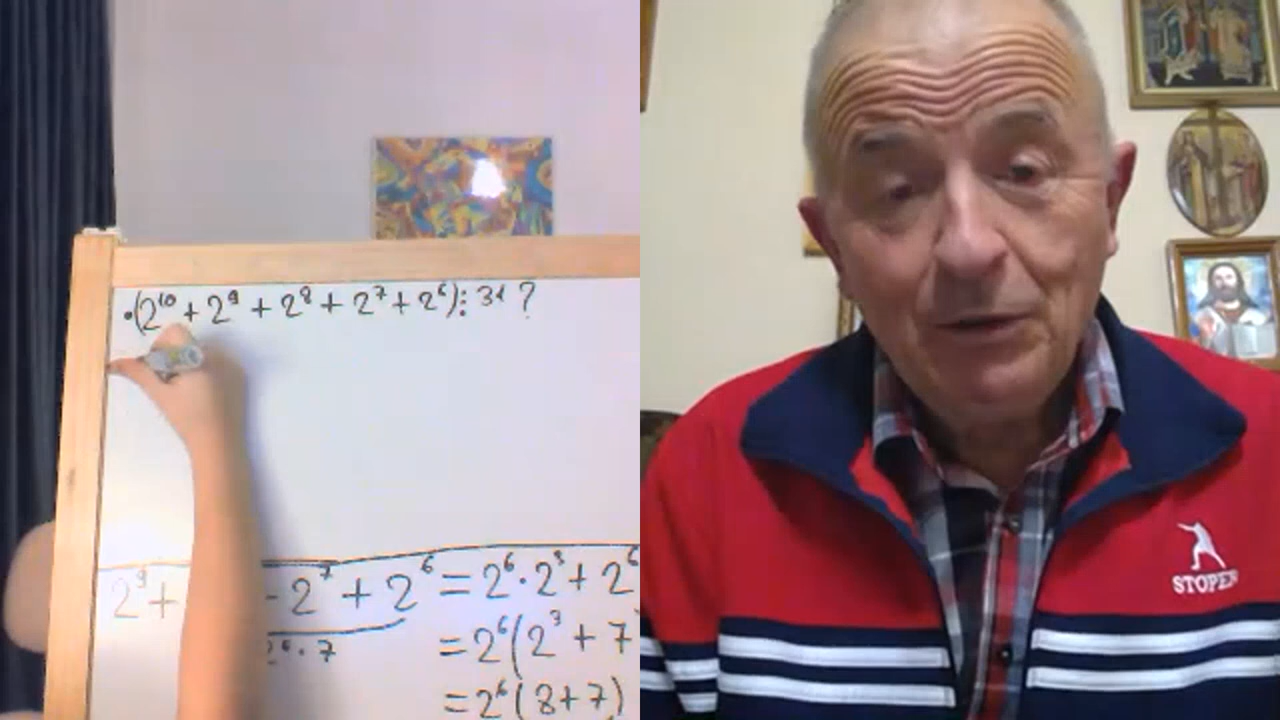 •(2¹⁰ + 2⁹ + 2⁸ + 2⁷ + 2⁶) ⋮ 31 ?
2⁹ + - 2⁷ + 2⁶ = 2⁶ · 2³ + 2⁶
2⁶ · 7
= 2⁶ (2³ + 7
= 2⁶ (8 + 7)
STOPER